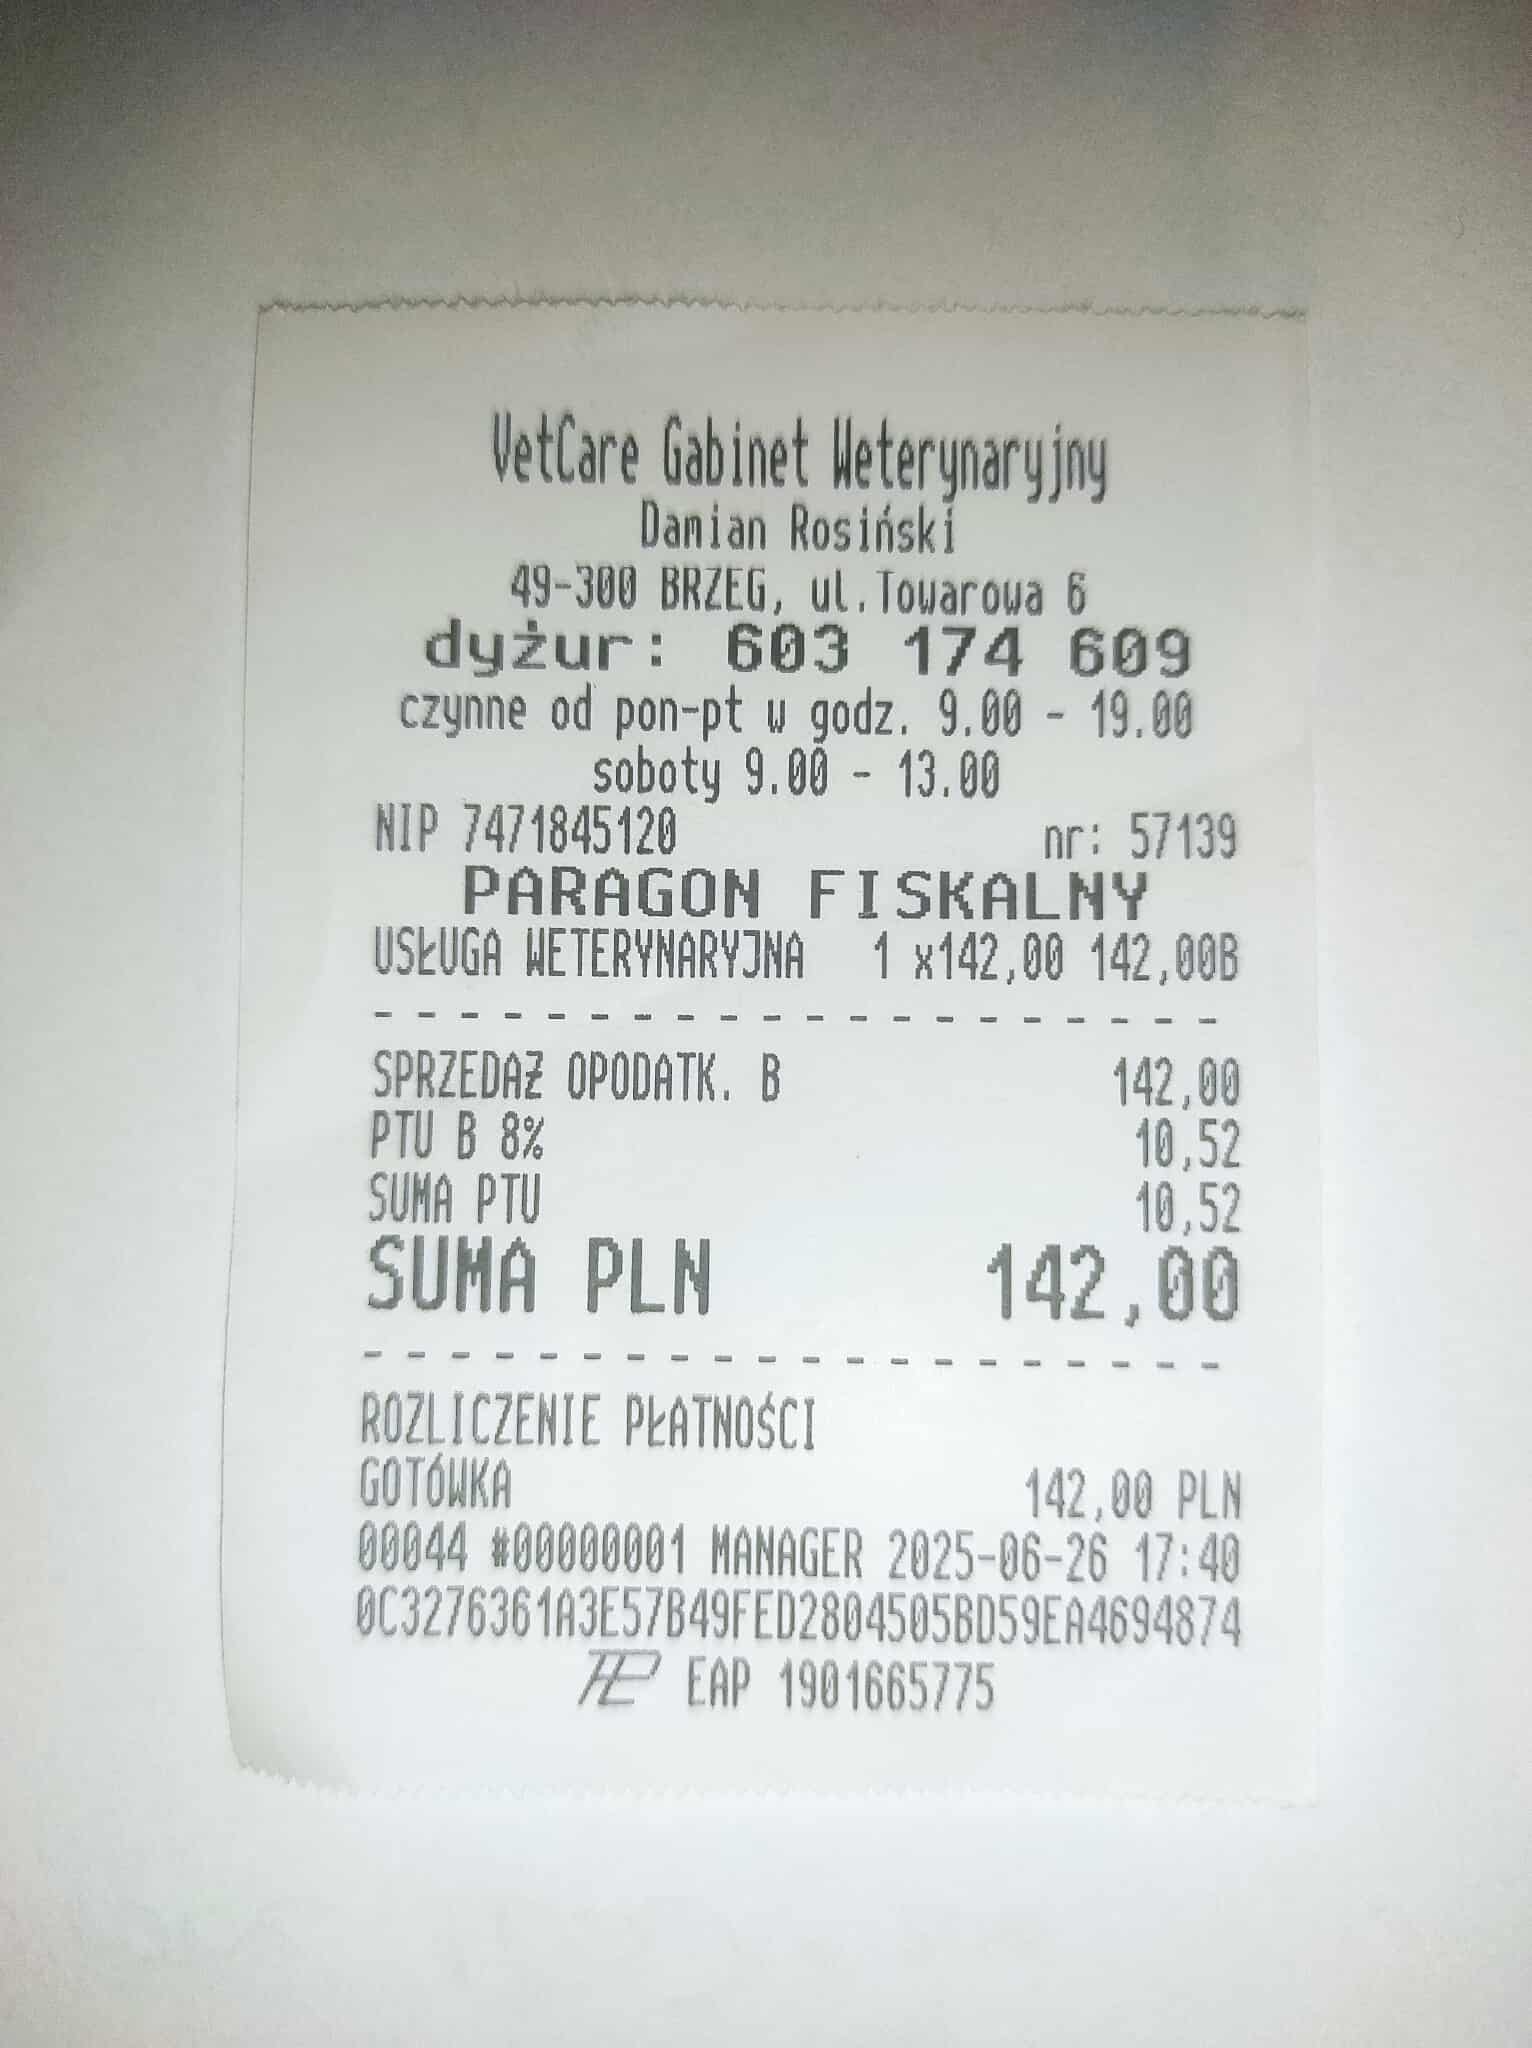 VetCare Gabinet Weterynaryjny
Damian Rosiński
49-300 BRZEG, ul.Towarowa 6
dyżur: 603 174 609
czynne od pon-pt w godz. 9.00 - 19.00
soboty 9.00 - 13.00
NIP 7471845120 nr: 57139
PARAGON FISKALNY
USŁUGA WETERYNARYJNA 1 x142,00 142,00B
SPRZEDAŻ OPODATK. B 142,00
PTU B 8% 10,52
SUMA PTU 10,52
SUMA PLN 142,00
ROZLICZENIE PŁATNOŚCI
GOTÓWKA 142,00 PLN
00044 #00000001 MANAGER 2025-06-26 17:40
0C3276361A3E57B49FED2804505BD59EA4694874
EAP 1901665775